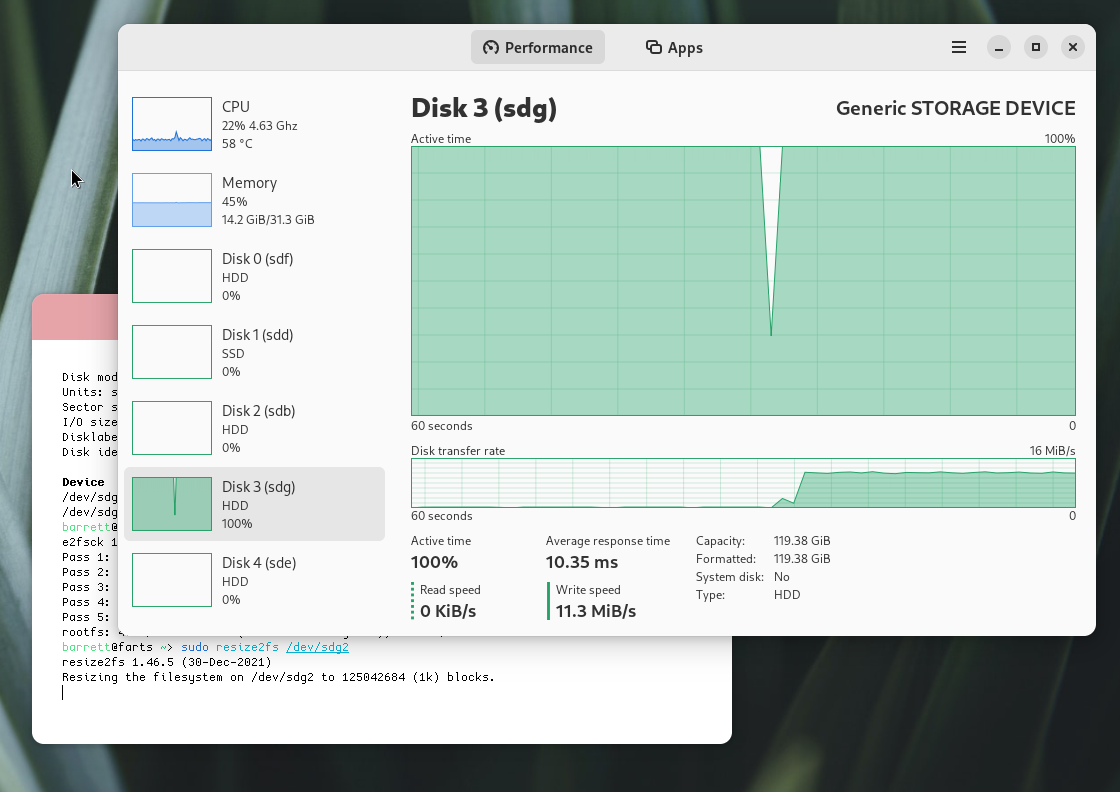 Performance
Apps
CPU
22% 4.63 Ghz
58 °C
Memory
45%
14.2 GiB/31.3 GiB
Disk 0 (sdf)
HDD
0%
Disk 1 (sdd)
SSD
0%
Disk 2 (sdb)
HDD
0%
Disk 3 (sdg)
HDD
100%
Disk 4 (sde)
HDD
0%
Disk 3 (sdg) Generic STORAGE DEVICE
Active time 100%
60 seconds 0
Disk transfer rate 16 MiB/s
60 seconds 0
Active time
100%
Average response time
10.35 ms
Read speed
0 KiB/s
Write speed
11.3 MiB/s
Capacity: 119.38 GiB
Formatted: 119.38 GiB
System disk: No
Type: HDD
Disk mod
Units: s
Sector s
I/O size
Disklabe
Disk ide
Device
/dev/sdg
/dev/sdg
barrett@
e2fsck 1
Pass 1:
Pass 2:
Pass 3:
Pass 4:
Pass 5:
rootfs:
barrett@farts ~> sudo resize2fs /dev/sdg2
resize2fs 1.46.5 (30-Dec-2021)
Resizing the filesystem on /dev/sdg2 to 125042684 (1k) blocks.